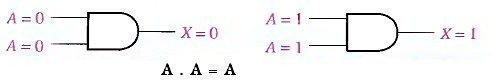 A = 0
A = 0
X = 0
A = 1
A = 1
X = 1
A . A = A